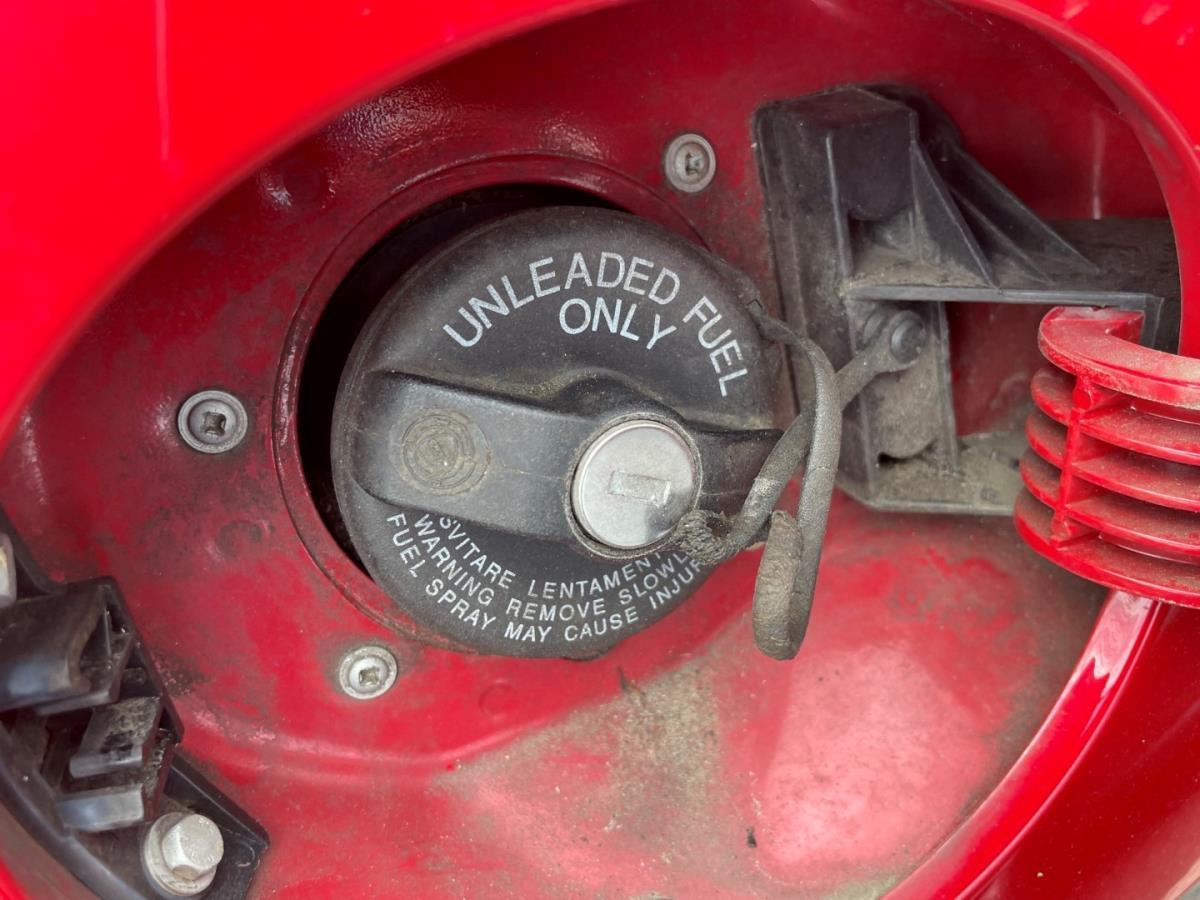 UNLEADED FUEL
ONLY
SVITARE LENTAMEN
WARNING REMOVE SLOWL
FUEL SPRAY MAY CAUSE INJUR